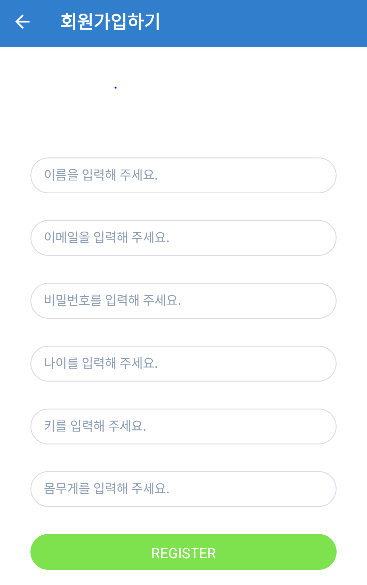 회원가입하기
이름을 입력해 주세요.
이메일을 입력해 주세요.
비밀번호를 입력해 주세요.
나이를 입력해 주세요.
키를 입력해 주세요.
몸무게를 입력해 주세요.
REGISTER